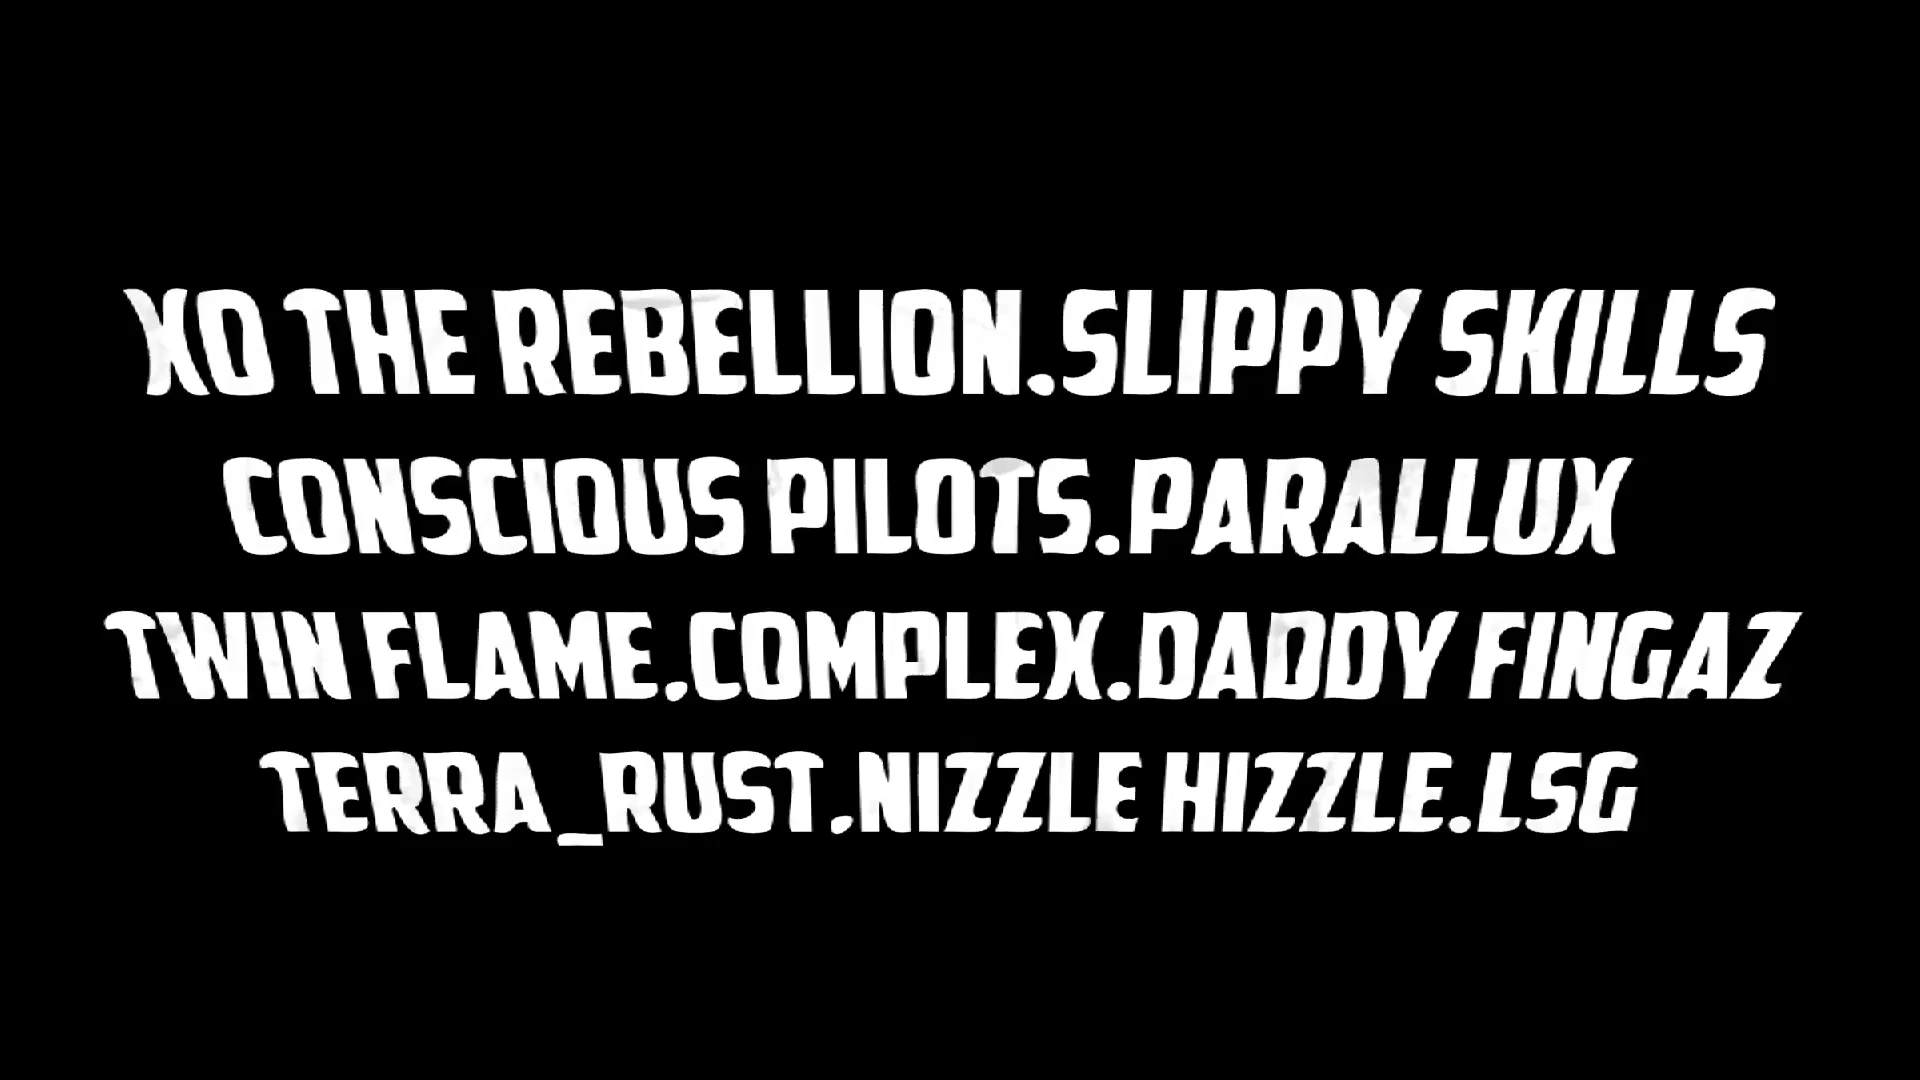 XO THE REBELLION.SLIPPY SKILLS
CONSCIOUS PILOTS.PARALLUX
TWIN FLAME.COMPLEX.DADDY FINGAZ
TERRA_RUST.NIZZLE HIZZLE.LSG